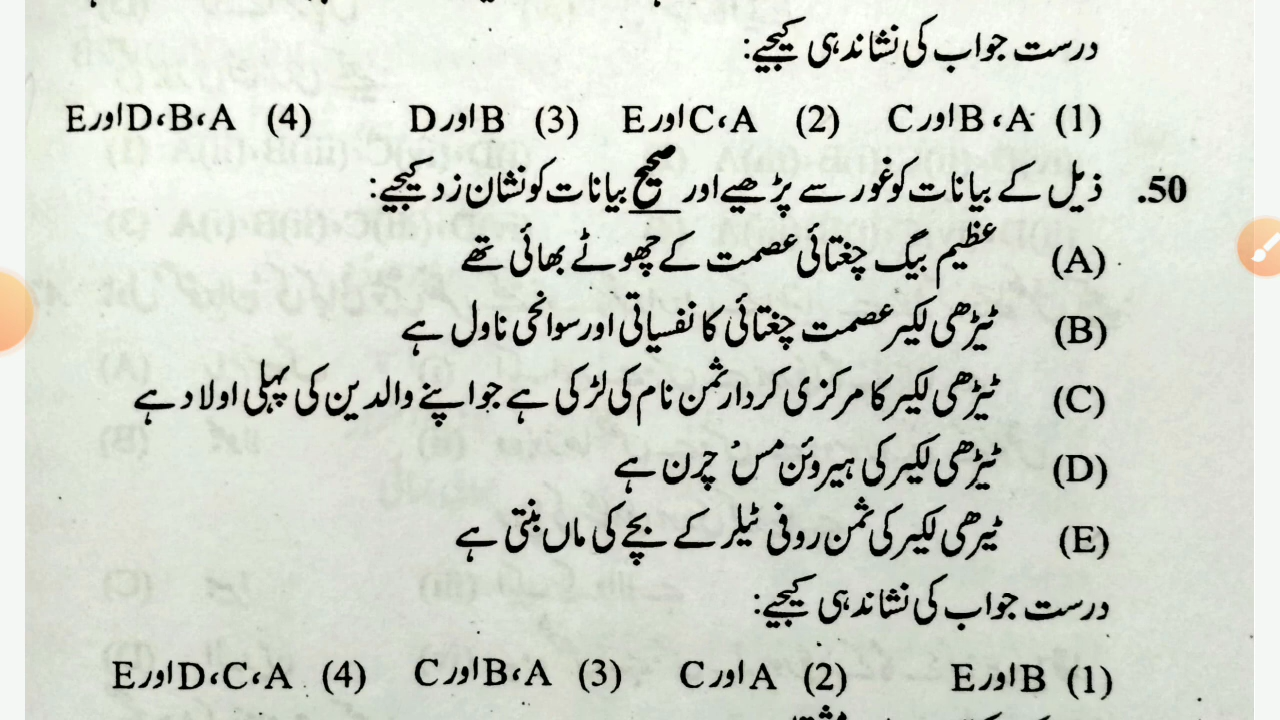 درست جواب کی نشاندہی کیجیے:
(1) B،A اور C (2) C،A اور E (3) B اور D (4) D،B،A اور E
50. ذیل کے بیانات کو غور سے پڑھیے اور صحیح بیانات کو نشان زد کیجیے:
(A) عظیم بیگ چغتائی عصمت کے چھوٹے بھائی تھے
(B) ٹیڑھی لکیر عصمت چغتائی کا نفسیاتی اور سوانحی ناول ہے
(C) ٹیڑھی لکیر کا مرکزی کردار ثمن نام کی لڑکی ہے جو اپنے والدین کی پہلی اولاد ہے
(D) ٹیڑھی لکیر کی ہیروئن مس چرن ہے
(E) ٹیرھی لکیر کی ثمن روفی ٹیلر کے بچے کی ماں بنتی ہے
درست جواب کی نشاندہی کیجیے:
(1) B اور E (2) A اور C (3) B،A اور C (4) D،C،A اور E